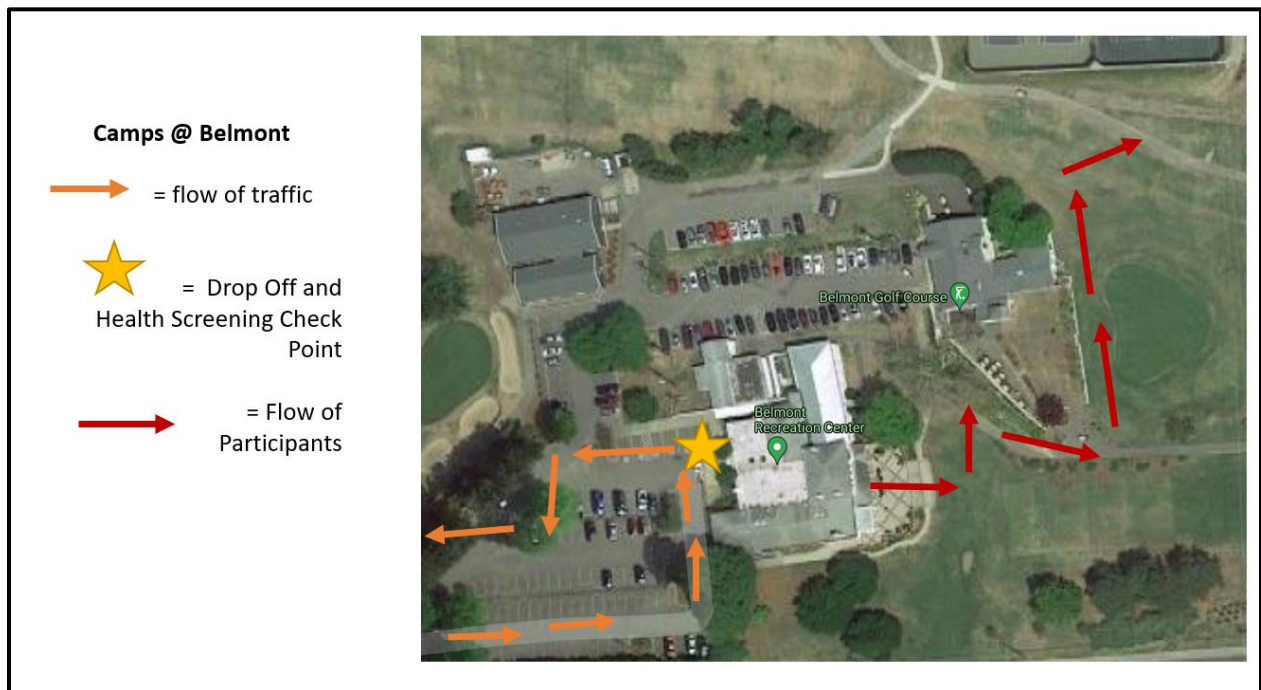 Camps @ Belmont
= flow of traffic
= Drop Off and
Health Screening Check
Point
= Flow of
Participants
Belmont Golf Course
Belmont
Recreation Center